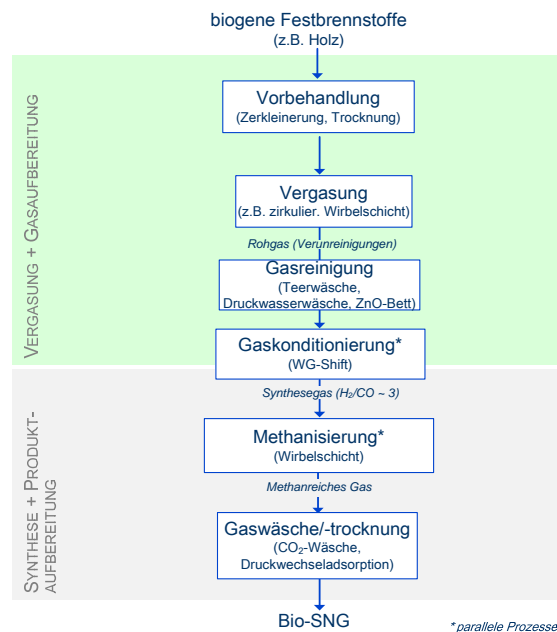 biogene Festbrennstoffe
(z.B. Holz)
VERGASUNG + GASAUFBEREITUNG
Vorbehandlung
(Zerkleinerung, Trocknung)
Vergasung
(z.B. zirkulier. Wirbelschicht)
Rohgas (Verunreinigungen)
Gasreinigung
(Teerwäsche,
Druckwasserwäsche, ZnO-Bett)
Gaskonditionierung*
(WG-Shift)
SYNTHESE + PRODUKT-
AUFBEREITUNG
Synthesegas (H₂/CO ~ 3)
Methanisierung*
(Wirbelschicht)
Methanreiches Gas
Gaswäsche/-trocknung
(CO₂-Wäsche,
Druckwechseladsorption)
Bio-SNG
* parallele Prozesse